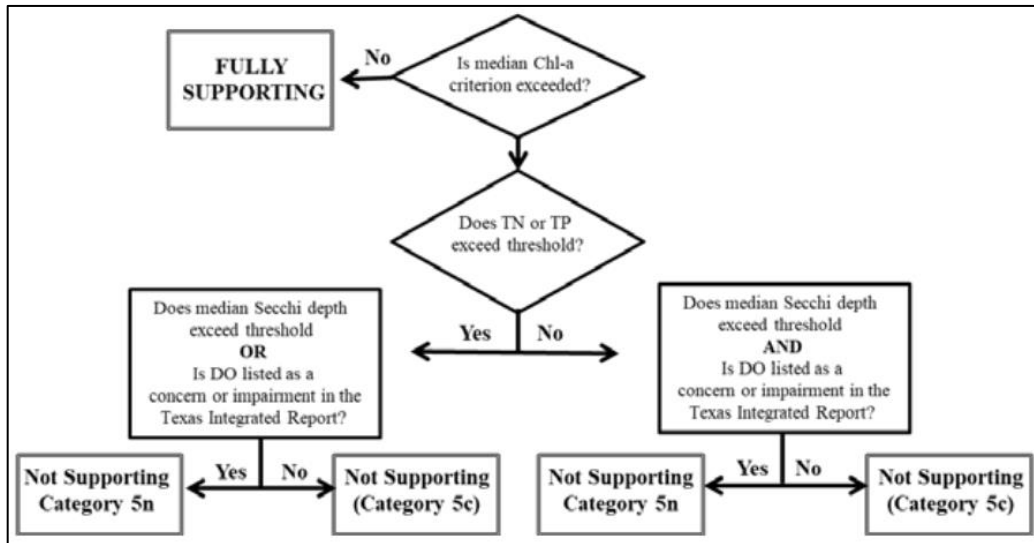 FULLY
SUPPORTING
No
Is median Chl-a
criterion exceeded?
Does TN or TP
exceed threshold?
Yes
No
Does median Secchi depth
exceed threshold
OR
Is DO listed as a
concern or impairment in the
Texas Integrated Report?
Does median Secchi depth
exceed threshold
AND
Is DO listed as a
concern or impairment in the
Texas Integrated Report?
Not Supporting
Category 5n
Yes
No
Not Supporting
(Category 5c)
Not Supporting
Category 5n
Yes
No
Not Supporting
(Category 5c)